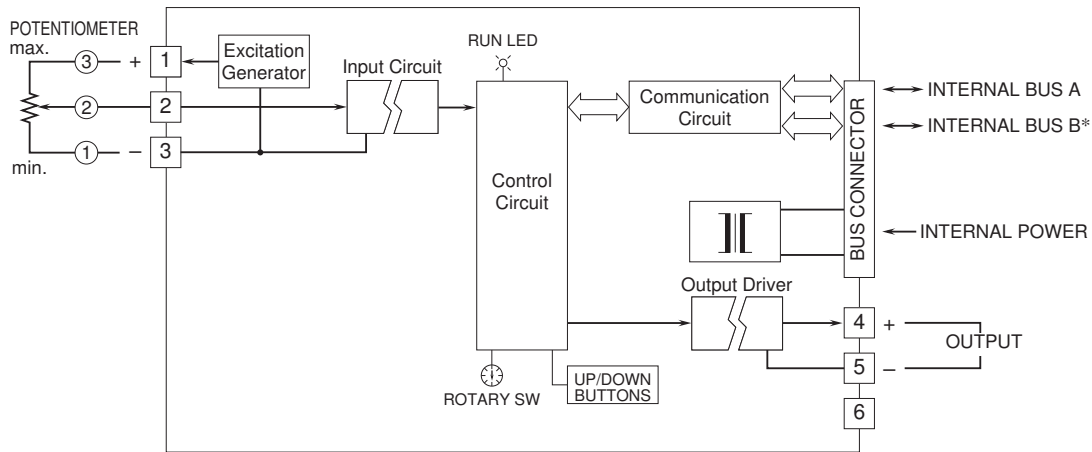 POTENTIOMETER
max.
3
+
1
Excitation
Generator
2
2
1
–
3
min.
Input Circuit
RUN LED
Control
Circuit
Communication
Circuit
BUS CONNECTOR
INTERNAL BUS A
INTERNAL BUS B*
INTERNAL POWER
Output Driver
4
+
OUTPUT
5
–
6
ROTARY SW
UP/DOWN
BUTTONS